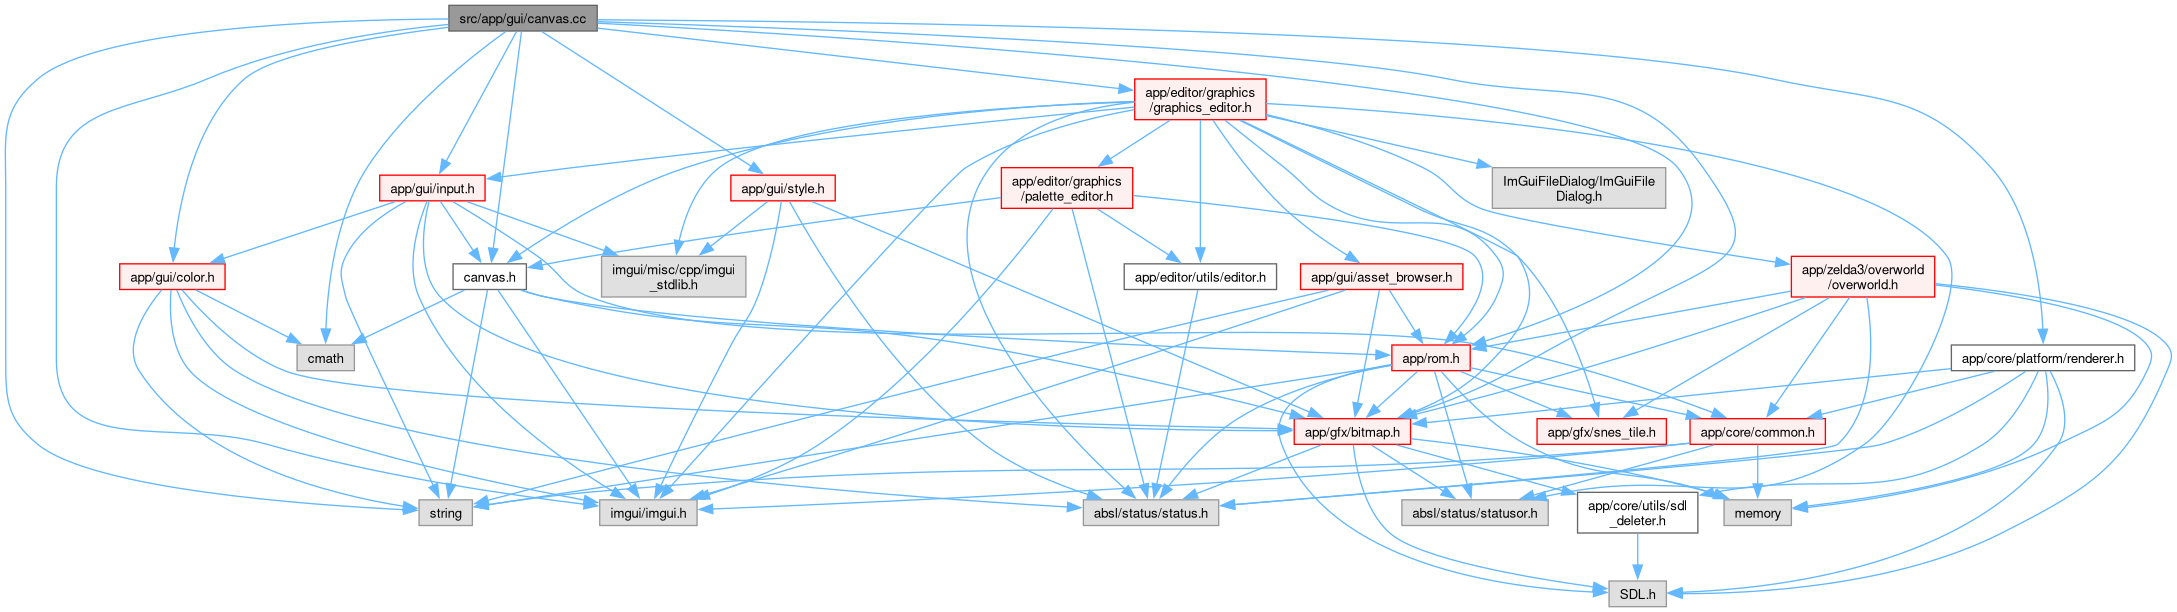 src/app/gui/canvas.cc
app/editor/graphics
/graphics_editor.h
app/gui/input.h
app/gui/style.h
app/editor/graphics
/palette_editor.h
ImGuiFileDialog/ImGuiFile
Dialog.h
app/gui/color.h
canvas.h
imgui/misc/cpp/imgui
_stdlib.h
app/editor/utils/editor.h
app/gui/asset_browser.h
app/zelda3/overworld
/overworld.h
cmath
app/rom.h
app/core/platform/renderer.h
app/gfx/bitmap.h
app/gfx/snes_tile.h
app/core/common.h
string
imgui/imgui.h
absl/status/status.h
absl/status/statusor.h
app/core/utils/sdl
_deleter.h
memory
SDL.h